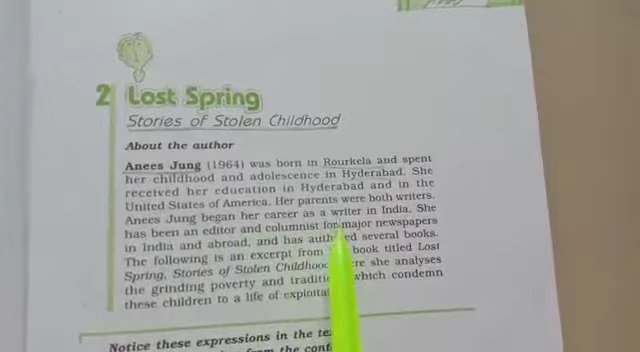 2 Lost Spring
Stories of Stolen Childhood
About the author
Anees Jung (1964) was born in Rourkela and spent
her childhood and adolescence in Hyderabad. She
received her education in Hyderabad and in the
United States of America. Her parents were both writers.
Anees Jung began her career as a writer in India. She
has been an editor and columnist for major newspapers
in India and abroad, and has authored several books.
The following is an excerpt from book titled Lost
Spring, Stories of Stolen Childhood she analyses
the grinding poverty and which condemn
these children to a life of
Notice these expressions in the
from the